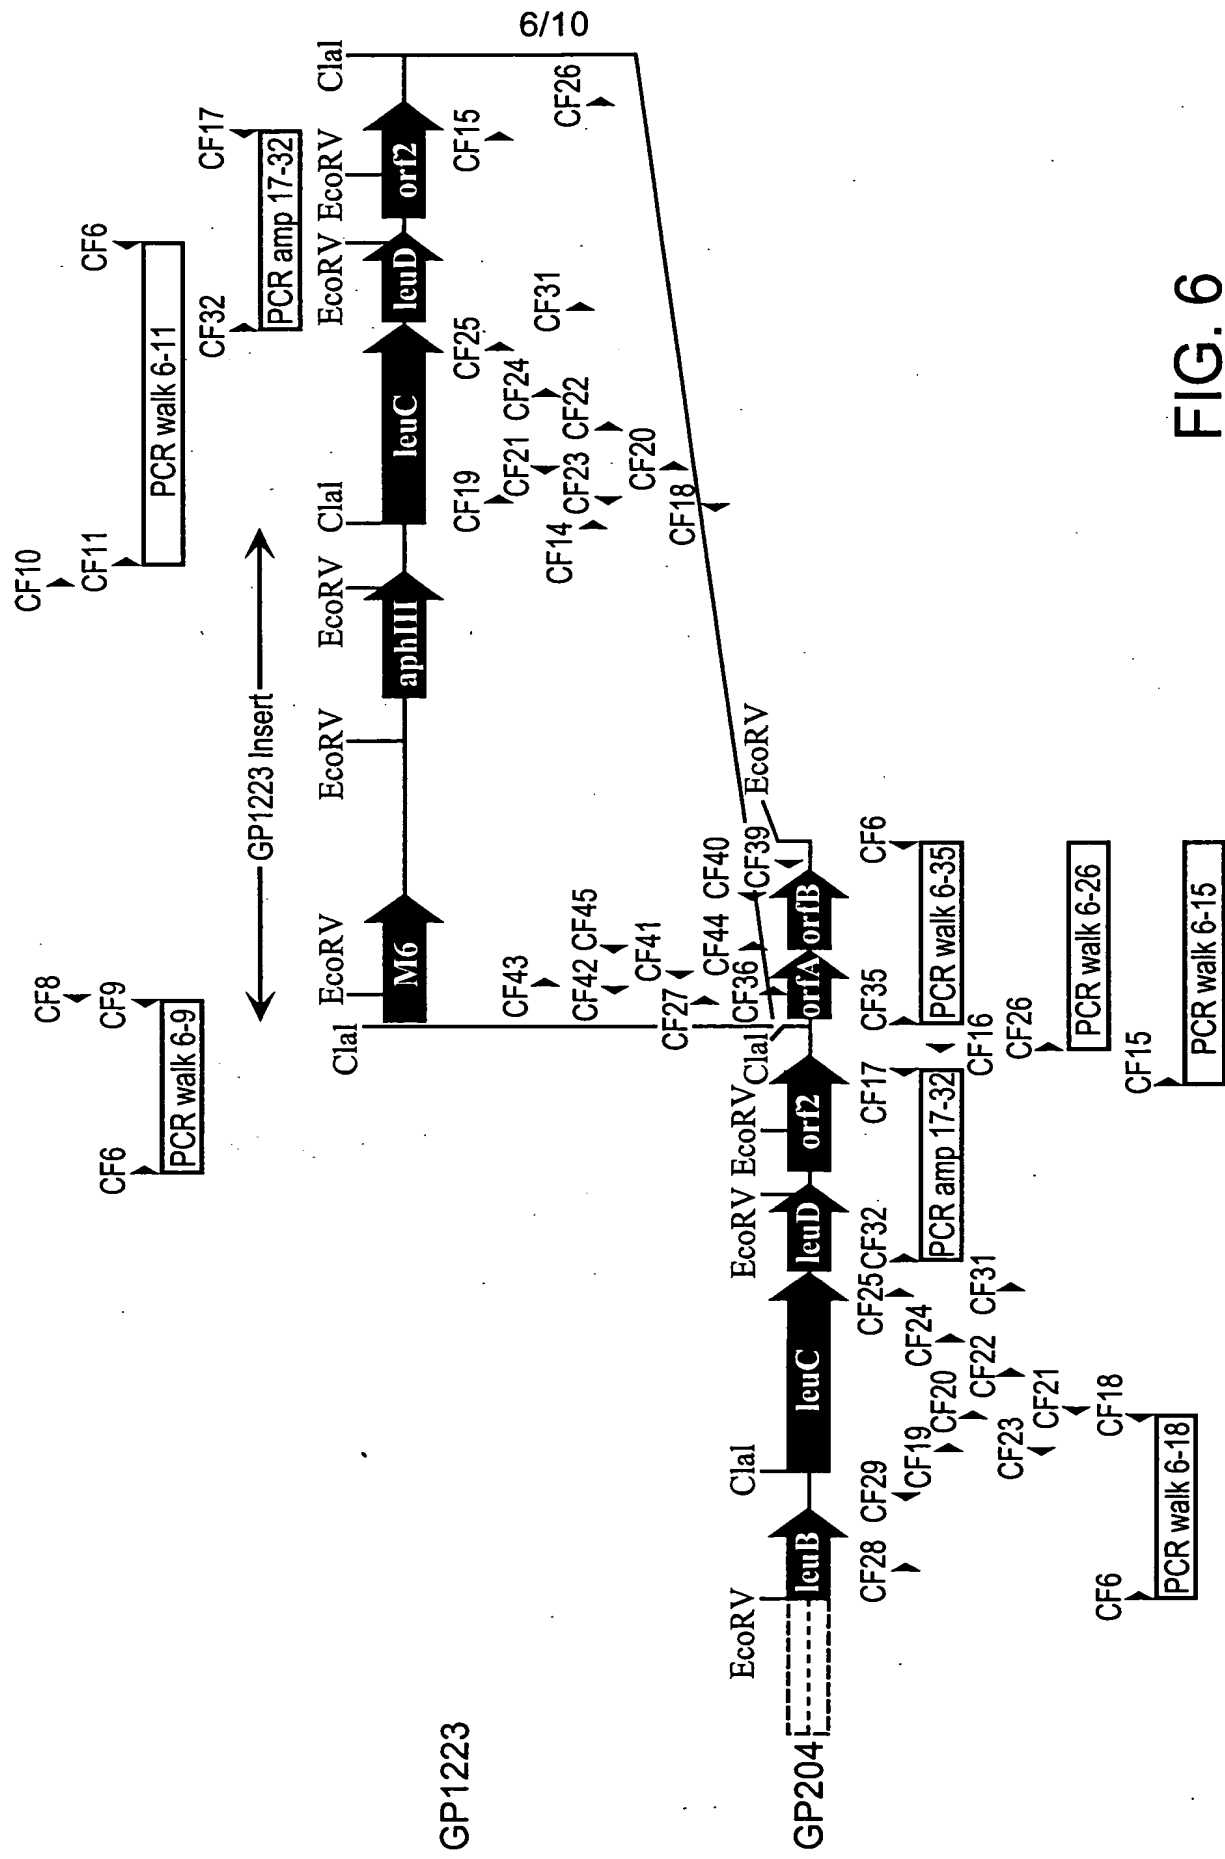 6/10
CF10
CF11
PCR walk 6-11
CF6
CF8
CF9
CF6
PCR walk 6-9
GP1223 Insert
CF32
CF17
PCR amp 17-32
ClaI
EcoRV
EcoRV
EcoRV
ClaI
EcoRV
EcoRV
ClaI
GP1223
M6
aphIII
leuC
leuD
orf2
CF43
CF42
CF45
CF41
CF27
CF44
CF36
CF40
CF39
CF19
CF21
CF24
CF25
CF14
CF23
CF22
CF31
CF20
CF18
CF15
CF26
EcoRV
ClaI
EcoRV
EcoRV
ClaI
EcoRV
GP204
leuB
leuC
leuD
orf2
orfA
orfB
CF28
CF29
CF25
CF32
CF17
CF35
CF6
CF19
CF20
CF24
PCR amp 17-32
PCR walk 6-35
CF23
CF22
CF31
CF16
CF21
CF26
PCR walk 6-26
CF6
CF18
CF15
PCR walk 6-18
PCR walk 6-15
FIG. 6